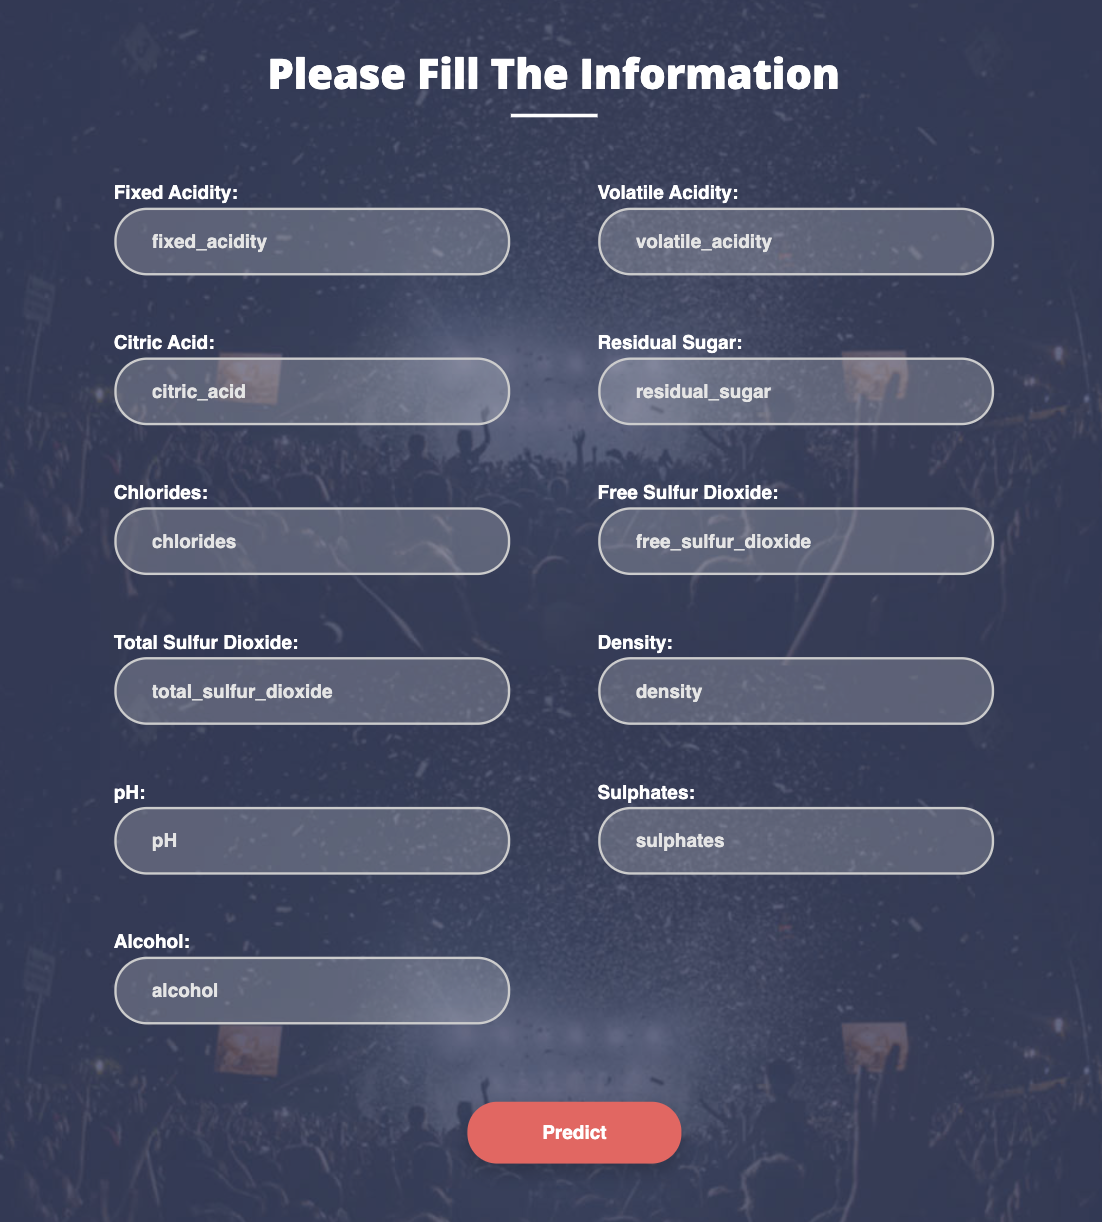 Please Fill The Information
Fixed Acidity:
fixed_acidity
Volatile Acidity:
volatile_acidity
Citric Acid:
citric_acid
Residual Sugar:
residual_sugar
Chlorides:
chlorides
Free Sulfur Dioxide:
free_sulfur_dioxide
Total Sulfur Dioxide:
total_sulfur_dioxide
Density:
density
pH:
pH
Sulphates:
sulphates
Alcohol:
alcohol
Predict